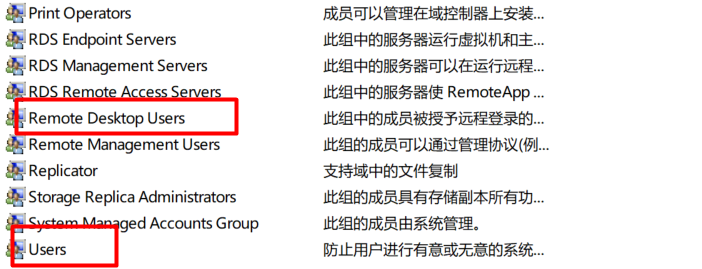 Print Operators 成员可以管理在域控制器上安装...
RDS Endpoint Servers 此组中的服务器运行虚拟机和主...
RDS Management Servers 此组中的服务器可以在运行远程...
RDS Remote Access Servers 此组中的服务器使 RemoteApp ...
Remote Desktop Users 此组中的成员被授予远程登录的...
Remote Management Users 此组的成员可以通过管理协议(例...
Replicator 支持域中的文件复制
Storage Replica Administrators 此组的成员具有存储副本所有功...
System Managed Accounts Group 此组的成员由系统管理。
Users 防止用户进行有意或无意的系统...